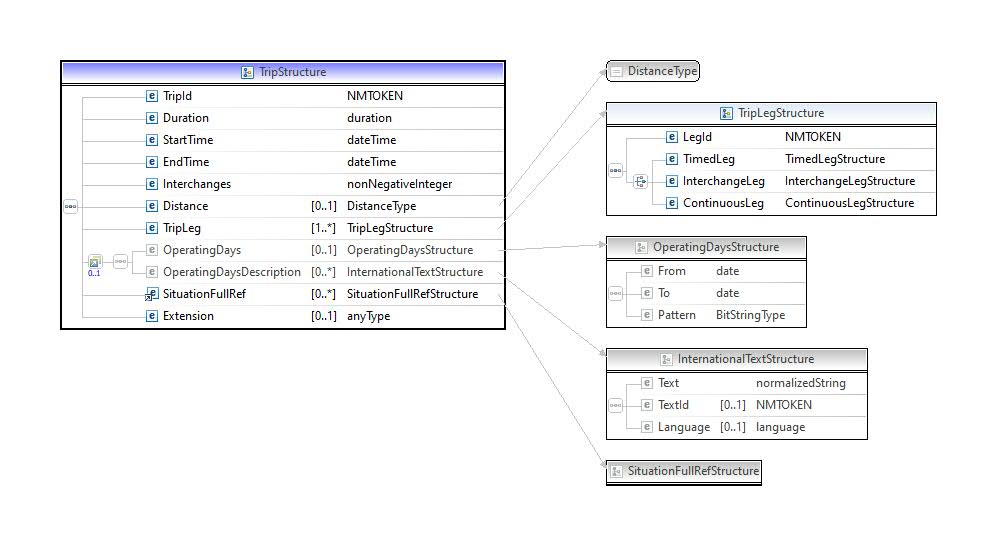 TripStructure
TripId NMTOKEN
Duration duration
StartTime dateTime
EndTime dateTime
Interchanges nonNegativeInteger
Distance [0..1] DistanceType
TripLeg [1..*] TripLegStructure
0..1
OperatingDays [0..1] OperatingDaysStructure
OperatingDaysDescription [0..*] InternationalTextStructure
SituationFullRef [0..*] SituationFullRefStructure
Extension [0..1] anyType
DistanceType
TripLegStructure
LegId NMTOKEN
TimedLeg TimedLegStructure
InterchangeLeg InterchangeLegStructure
ContinuousLeg ContinuousLegStructure
OperatingDaysStructure
From date
To date
Pattern BitStringType
InternationalTextStructure
Text normalizedString
TextId [0..1] NMTOKEN
Language [0..1] language
SituationFullRefStructure